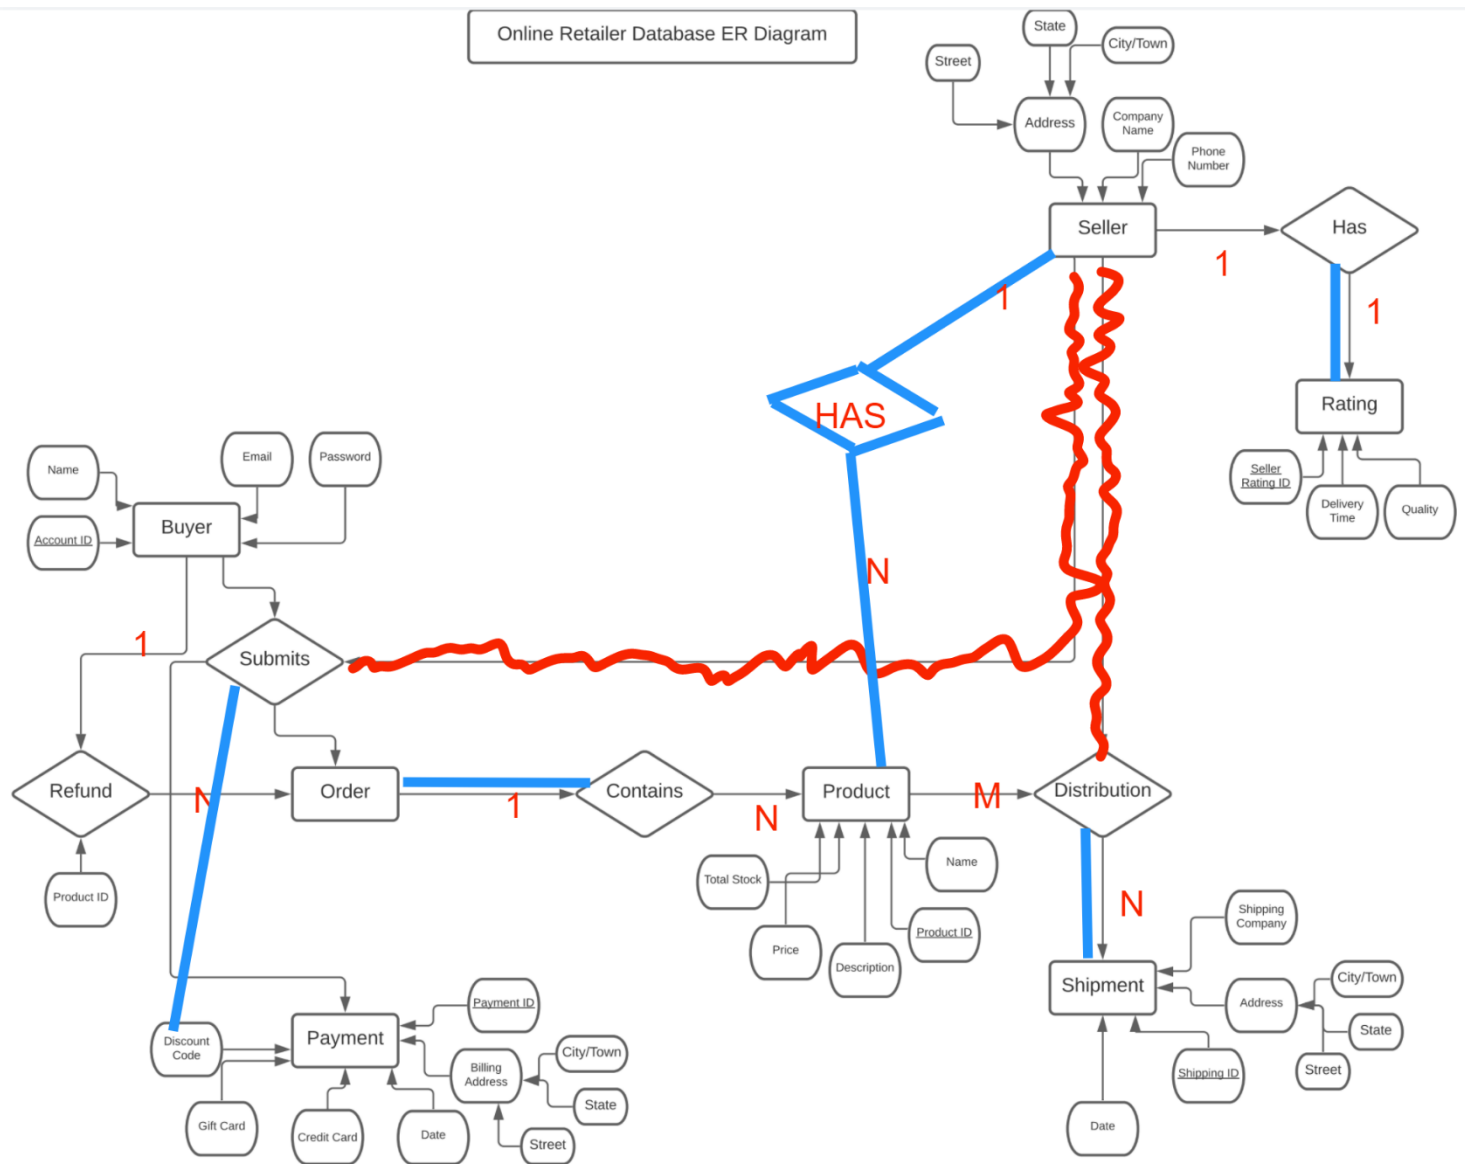 Online Retailer Database ER Diagram
State
City/Town
Street
Address
Company
Name
Phone
Number
Seller
Has
1
1
1
HAS
Rating
Seller
Rating ID
Delivery
Time
Quality
Name
Email
Password
Buyer
Account ID
N
1
Submits
Refund
N
Order
1
Contains
N
Product
M
Distribution
Product ID
Total Stock
Name
Price
Description
Product ID
N
Shipping
Company
Shipment
Address
City/Town
State
Street
Shipping ID
Date
Payment ID
Payment
Discount
Code
Billing
Address
City/Town
State
Street
Gift Card
Credit Card
Date